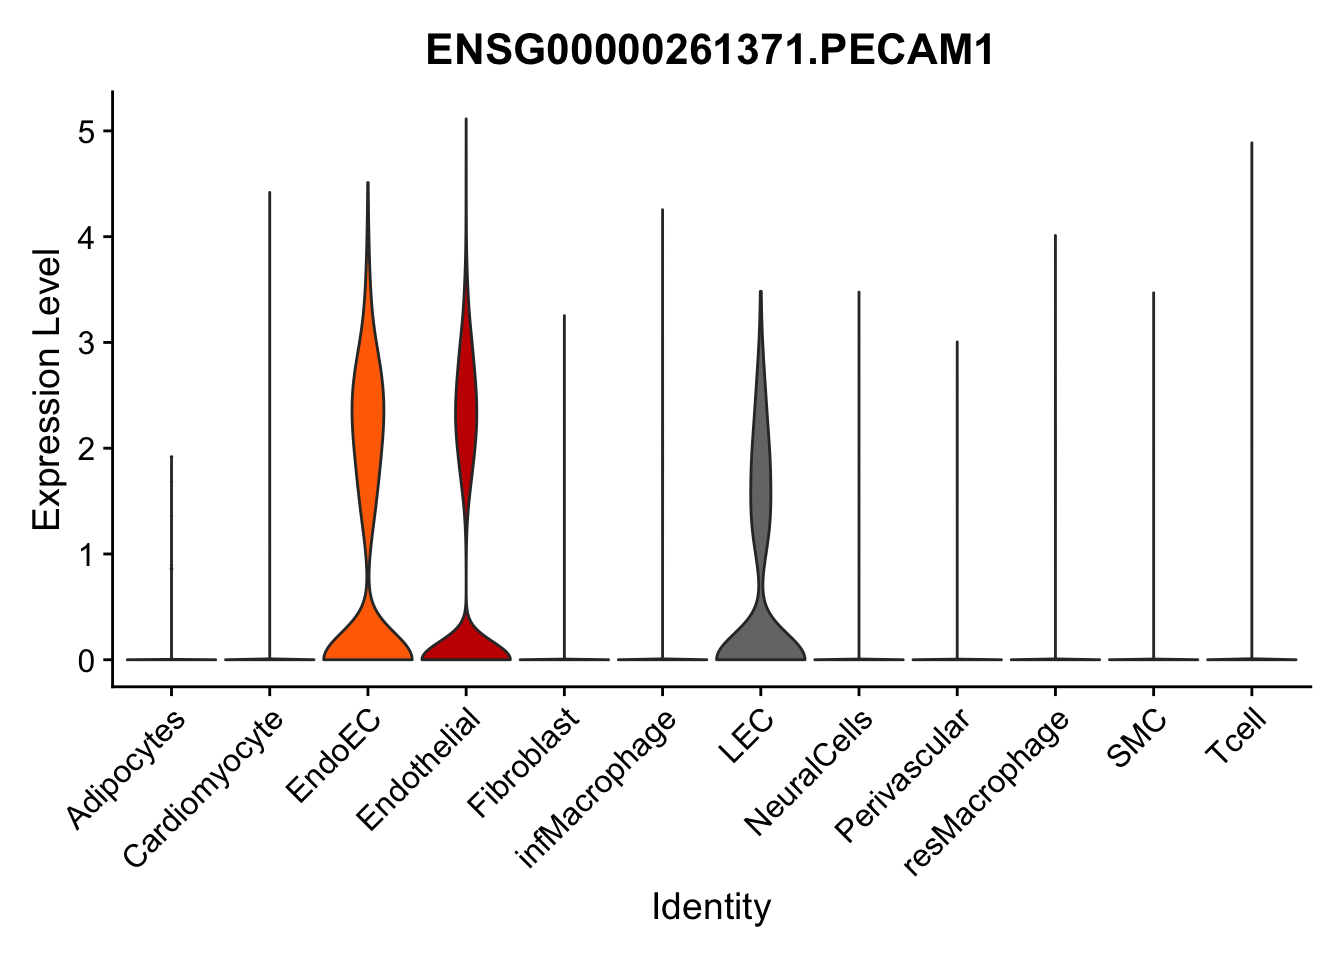 ENSG00000261371.PECAM1
Expression Level
5
4
3
2
1
0
Adipocytes
Cardiomyocyte
EndoEC
Endothelial
Fibroblast
infMacrophage
LEC
NeuralCells
Perivascular
resMacrophage
SMC
Tcell
Identity